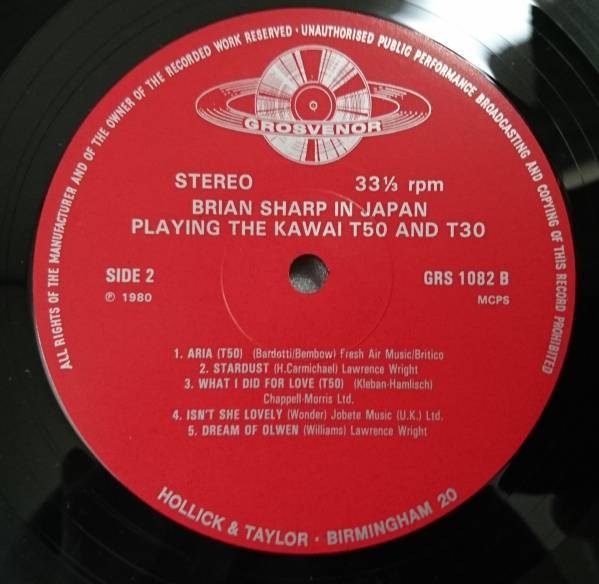 ALL RIGHTS OF THE MANUFACTURER AND OF THE OWNER OF THE RECORDED WORK RESERVED · UNAUTHORISED PUBLIC PERFORMANCE BROADCASTING AND COPYING OF THIS RECORD PROHIBITED
GROSVENOR
STEREO 33⅓ rpm
BRIAN SHARP IN JAPAN
PLAYING THE KAWAI T50 AND T30
SIDE 2 GRS 1082 B
℗ 1980 MCPS
1. ARIA (T50) (Bardotti/Bembow) Fresh Air Music/Britico
2. STARDUST (H.Carmichael) Lawrence Wright
3. WHAT I DID FOR LOVE (T50) (Kleban-Hamlisch)
Chappell-Morris Ltd.
4. ISN'T SHE LOVELY (Wonder) Jobete Music (U.K.) Ltd.
5. DREAM OF OLWEN (Williams) Lawrence Wright
HOLLICK & TAYLOR · BIRMINGHAM 20